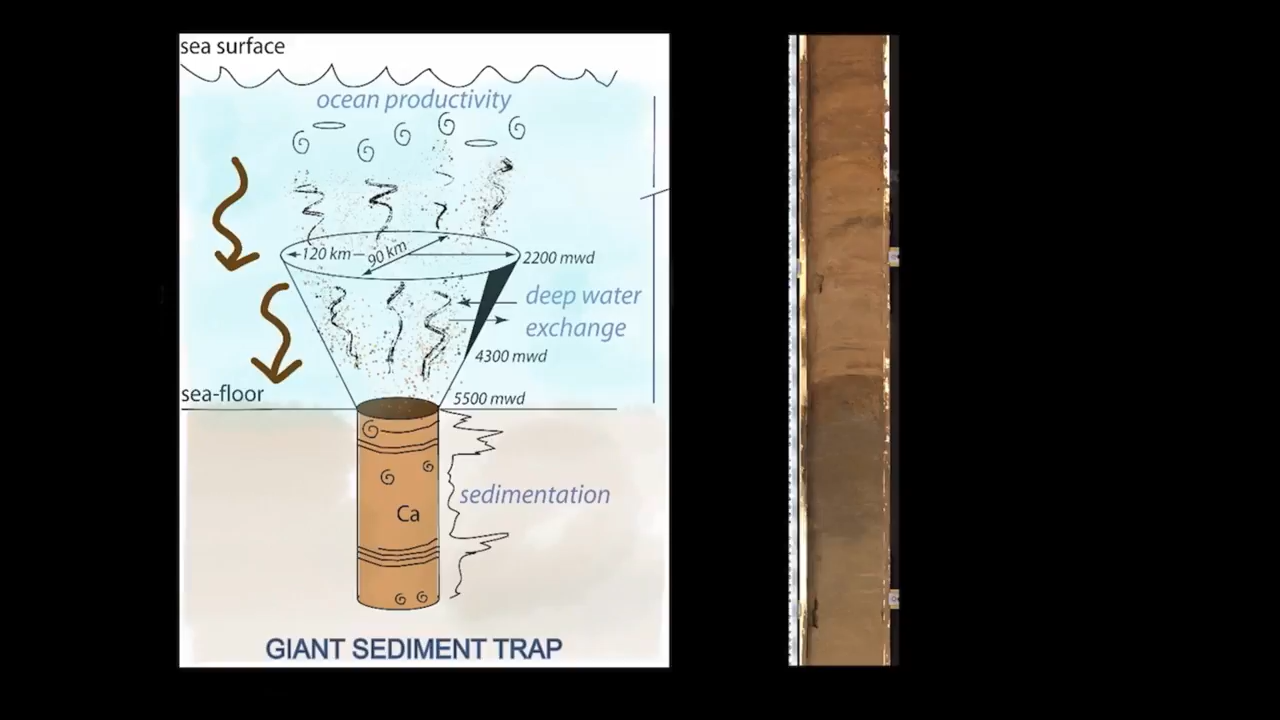 sea surface
ocean productivity
120 km
90 km
2200 mwd
deep water
exchange
4300 mwd
sea-floor
5500 mwd
sedimentation
Ca
GIANT SEDIMENT TRAP